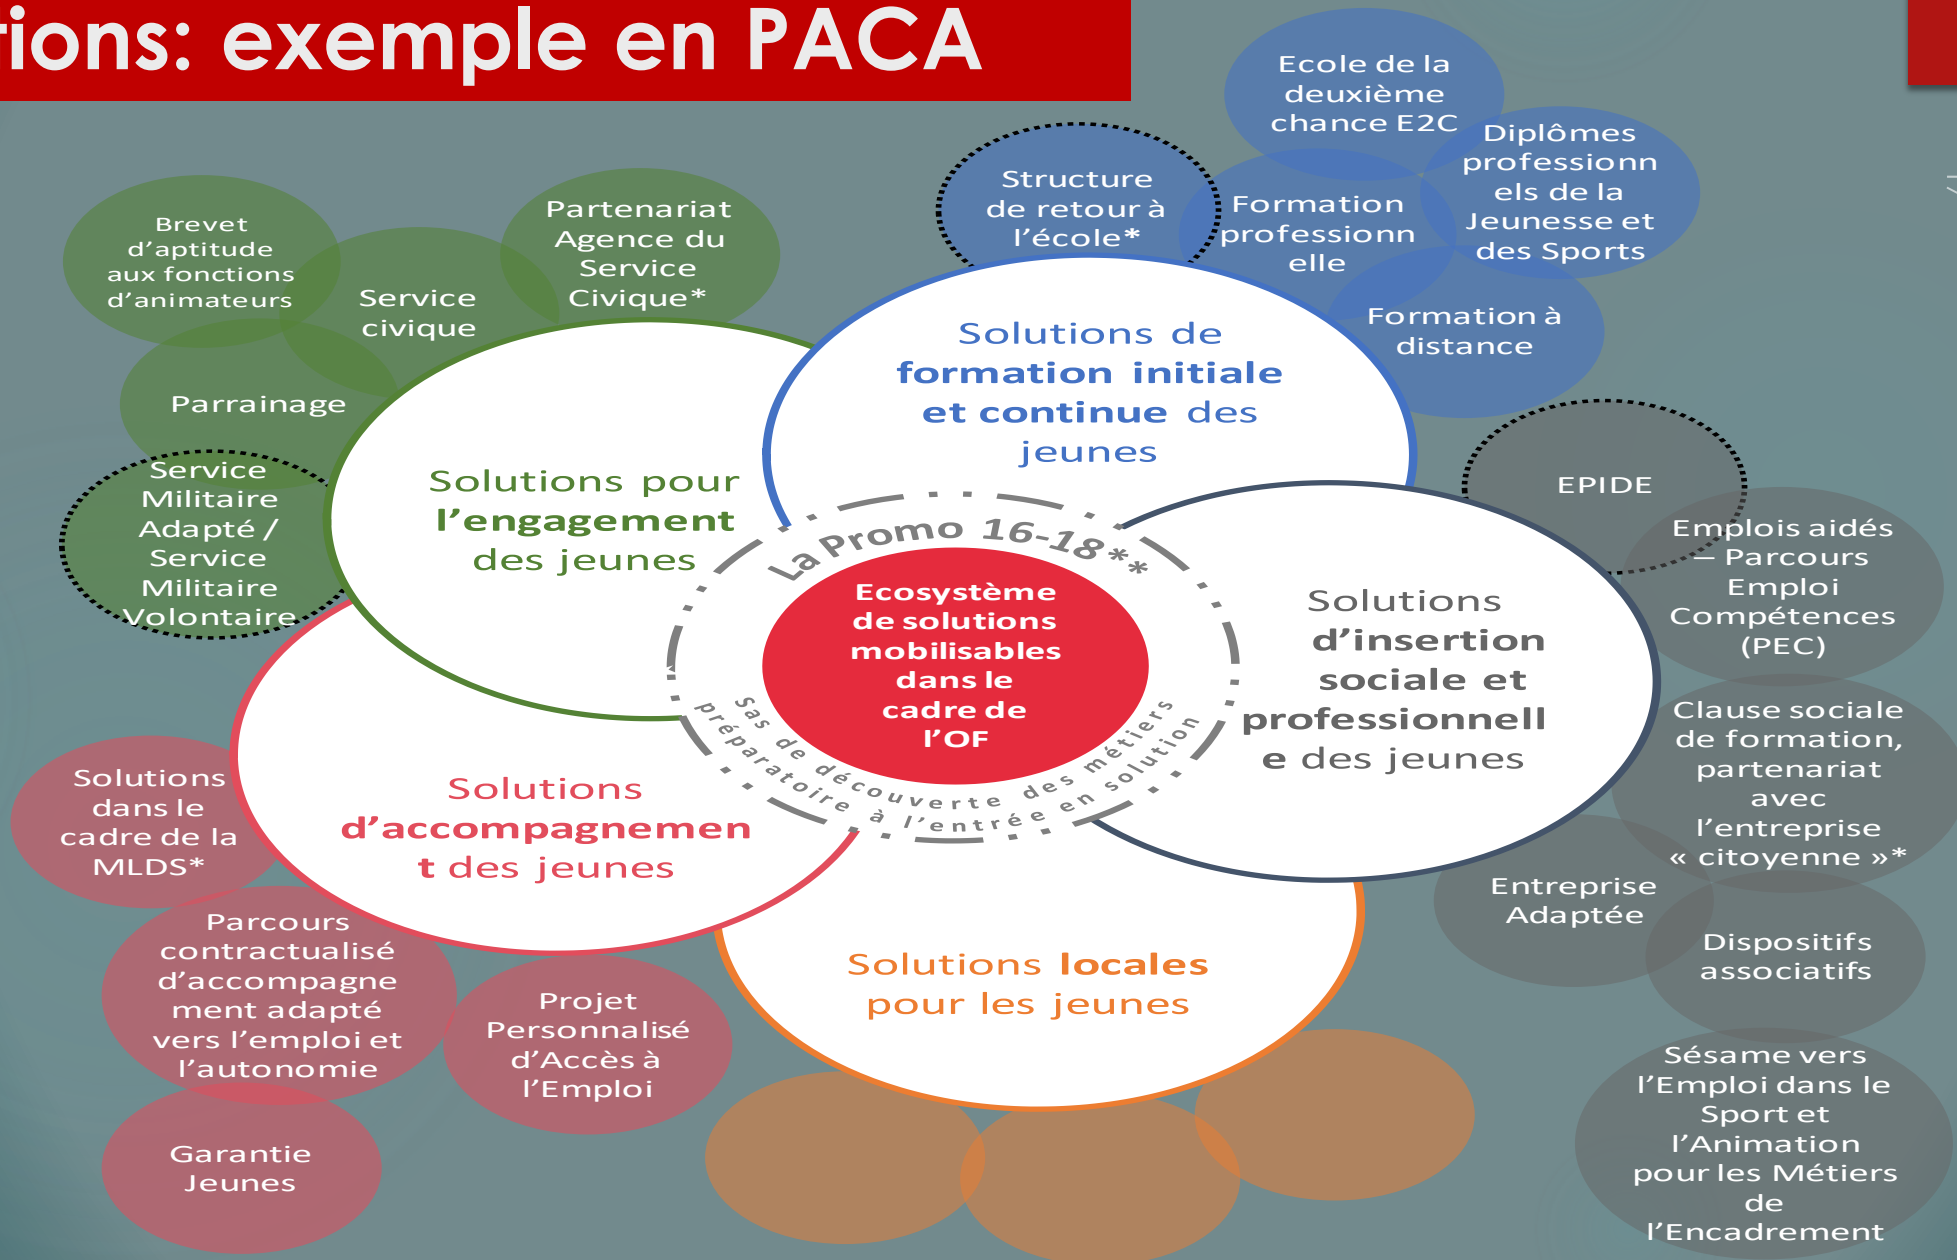 tions: exemple en PACA
Ecole de la
deuxième
chance E2C
Diplômes
professionn
els de la
Jeunesse et
des Sports
Structure
de retour à
l'école*
Formation
professionn
elle
Formation à
distance
Brevet
d'aptitude
aux fonctions
d'animateurs
Service
civique
Partenariat
Agence du
Service
Civique*
Parrainage
Service
Militaire
Adapté /
Service
Militaire
Volontaire
Solutions pour
l'engagement
des jeunes
Solutions de
formation initiale
et continue des
jeunes
EPIDE
Emplois aidés
– Parcours
Emploi
Compétences
(PEC)
La Promo 16-18**
Ecosystème
de solutions
mobilisables
dans le
cadre de
l'OF
Sas de découverte des métiers
préparatoire à l'entrée en solution
Solutions
d'insertion
sociale et
professionnell
e des jeunes
Clause sociale
de formation,
partenariat
avec
l'entreprise
« citoyenne »*
Entreprise
Adaptée
Dispositifs
associatifs
Sésame vers
l'Emploi dans le
Sport et
l'Animation
pour les Métiers
de
l'Encadrement
Solutions
d'accompagnemen
t des jeunes
Solutions
dans le
cadre de la
MLDS*
Parcours
contractualisé
d'accompagne
ment adapté
vers l'emploi et
l'autonomie
Projet
Personnalisé
d'Accès à
l'Emploi
Garantie
Jeunes
Solutions locales
pour les jeunes